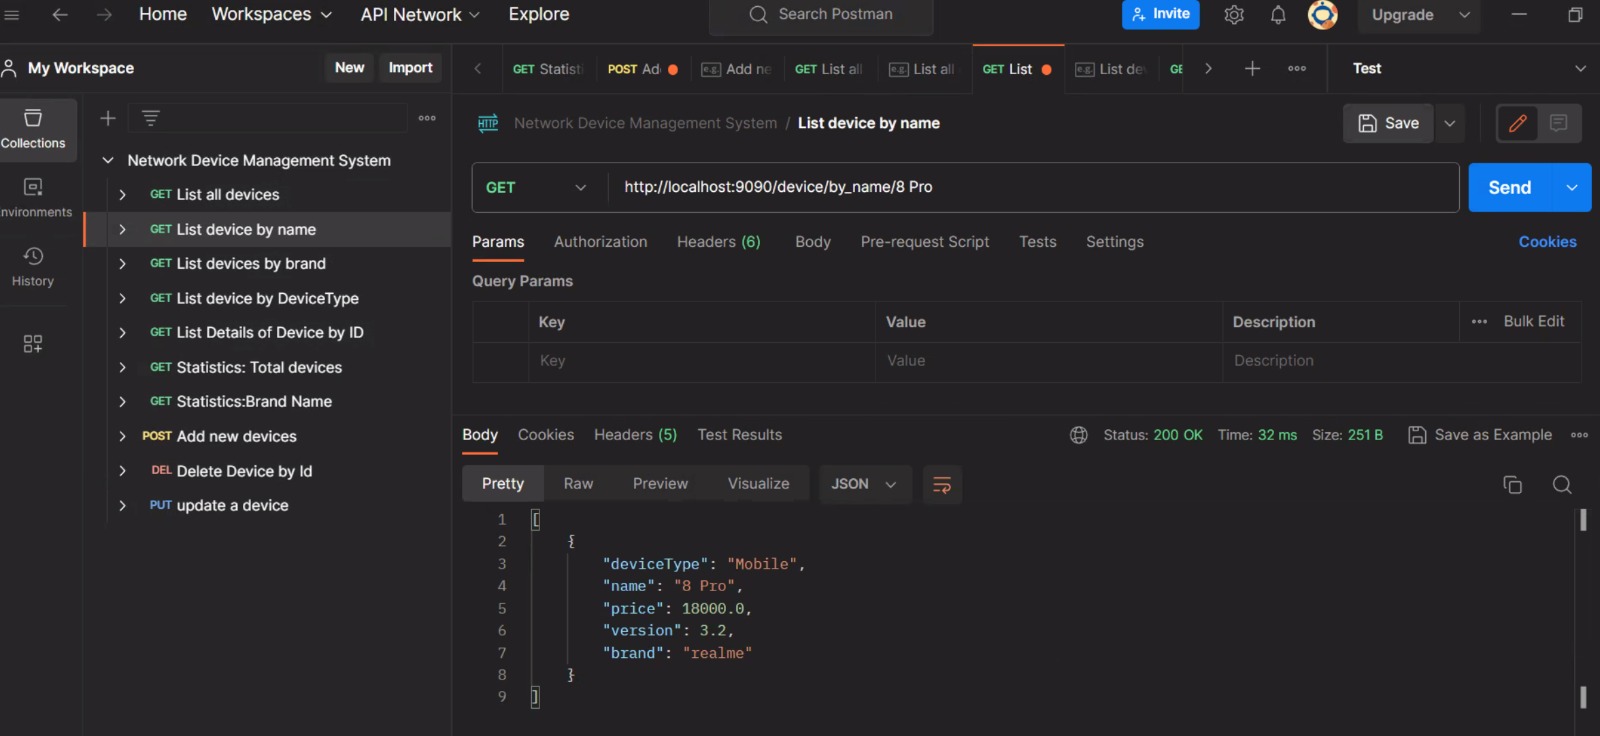 Home Workspaces API Network Explore Search Postman Invite Upgrade
My Workspace New Import GET Statisti POST Ad e.g. Add ne GET List all e.g. List all GET List e.g. List de GE Test
Collections
HTTP Network Device Management System / List device by name Save
Network Device Management System
GET List all devices
GET http://localhost:9090/device/by_name/8 Pro Send
nvironments
GET List device by name
Params Authorization Headers (6) Body Pre-request Script Tests Settings Cookies
History
GET List devices by brand
Query Params
GET List device by DeviceType
Key Value Description Bulk Edit
GET List Details of Device by ID
Key Value Description
GET Statistics: Total devices
GET Statistics:Brand Name
POST Add new devices
DEL Delete Device by Id
PUT update a device
Body Cookies Headers (5) Test Results Status: 200 OK Time: 32 ms Size: 251 B Save as Example
Pretty Raw Preview Visualize JSON
1 [
2 {
3 "deviceType": "Mobile",
4 "name": "8 Pro",
5 "price": 18000.0,
6 "version": 3.2,
7 "brand": "realme"
8 }
9 ]